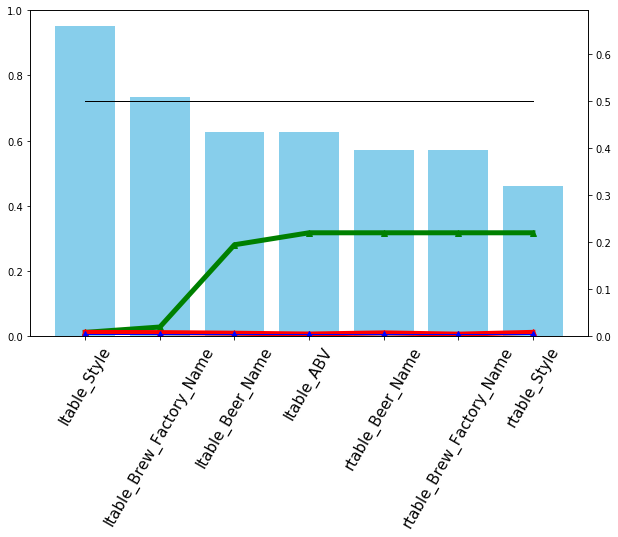 1.0
0.8
0.6
0.4
0.2
0.0
0.6
0.5
0.4
0.3
0.2
0.1
0.0
ltable_Style
ltable_Brew_Factory_Name
ltable_Beer_Name
ltable_ABV
rtable_Beer_Name
rtable_Brew_Factory_Name
rtable_Style